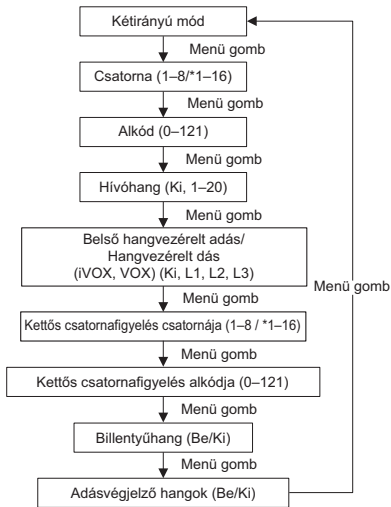 Kétirányú mód
Menü gomb
Csatorna (1–8/*1–16)
Menü gomb
Alkód (0–121)
Menü gomb
Hívóhang (Ki, 1–20)
Menü gomb
Belső hangvezérelt adás/
Hangvezérelt dás
(iVOX, VOX) (Ki, L1, L2, L3)
Menü gomb
Menü gomb
Kettős csatornafigyelés csatornája (1–8 / *1–16)
Menü gomb
Kettős csatornafigyelés alkódja (0–121)
Menü gomb
Billentyűhang (Be/Ki)
Menü gomb
Adásvégjelző hangok (Be/Ki)